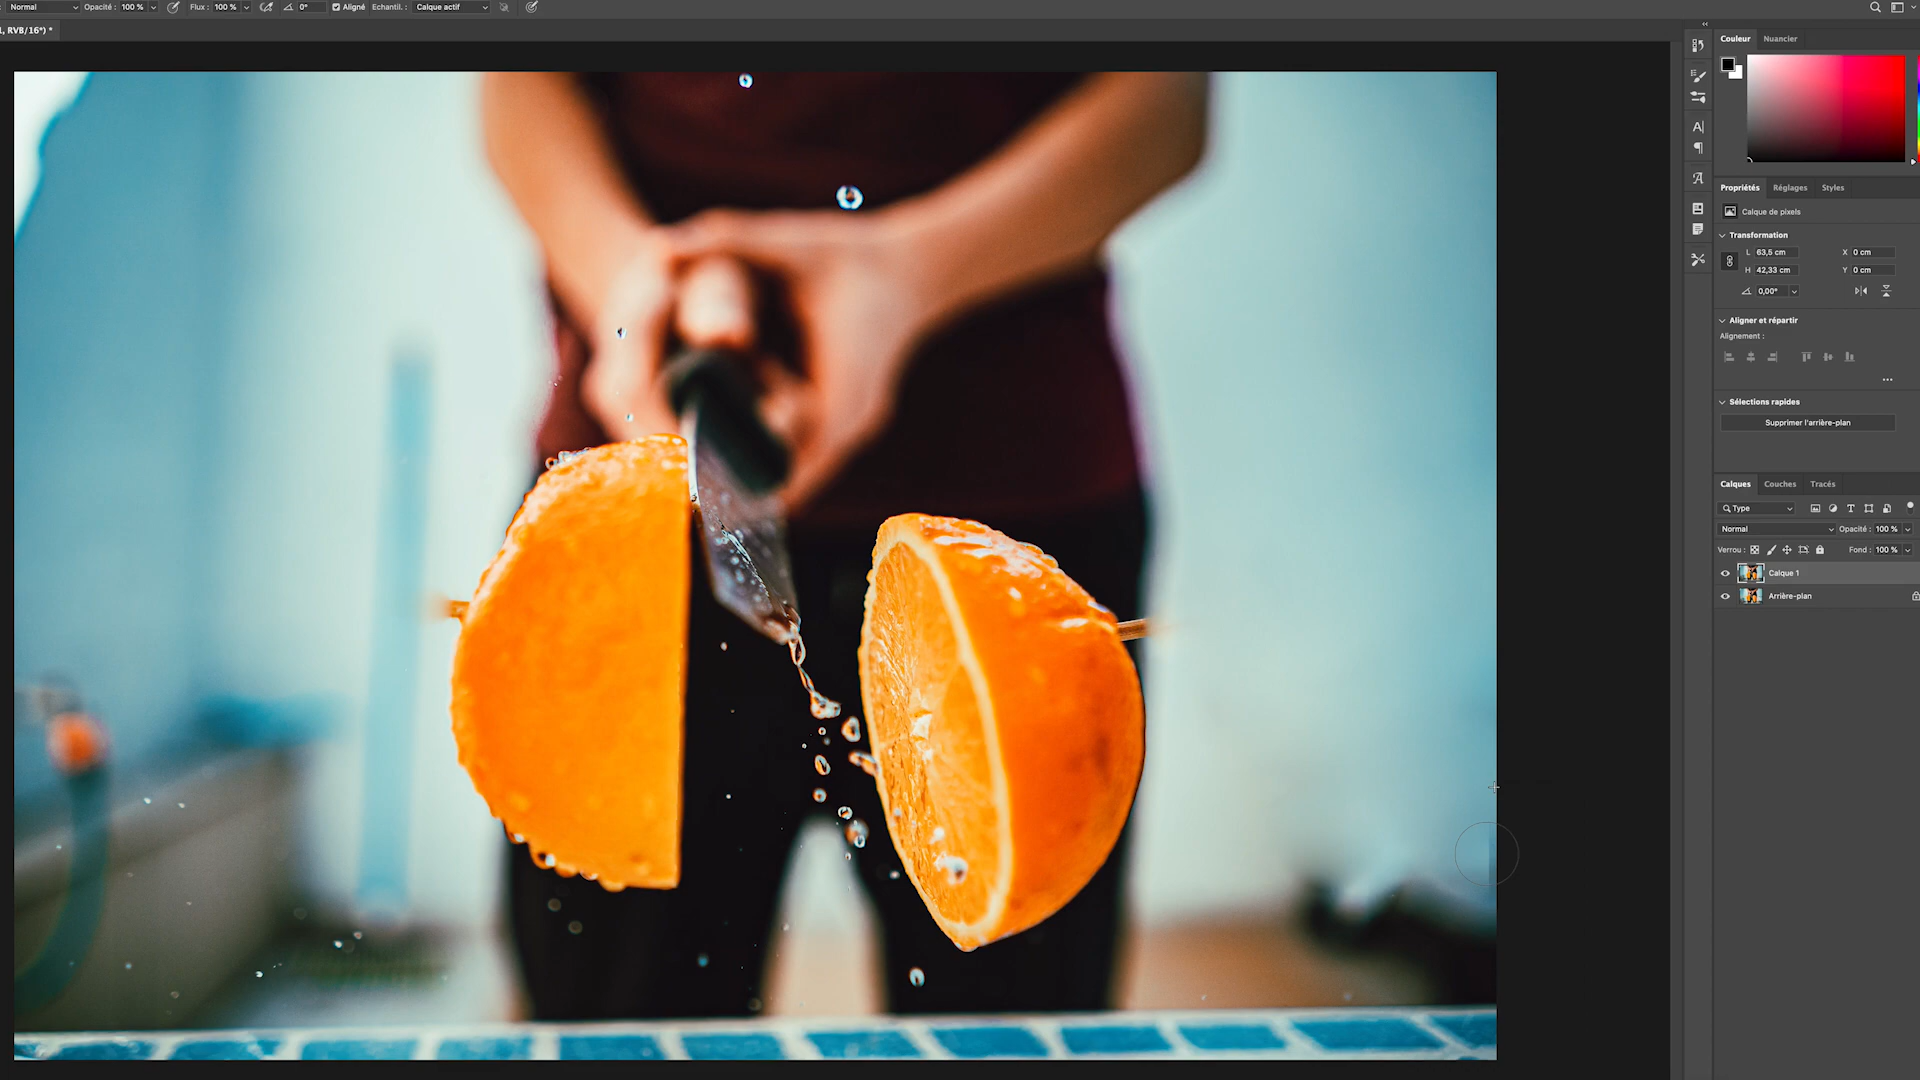 Normal Opacité : 100 % Flux : 100 % 0° Aligné Echantil. : Calque actif
, RVB/16*) *
Couleur Nuancier
Propriétés Réglages Styles
Calque de pixels
Transformation
L 63,5 cm X 0 cm
H 42,33 cm Y 0 cm
0,00°
Aligner et répartir
Alignement :
Sélections rapides
Supprimer l'arrière-plan
Calques Couches Tracés
Type
Normal Opacité : 100 %
Verrou : Fond : 100 %
Calque 1
Arrière-plan